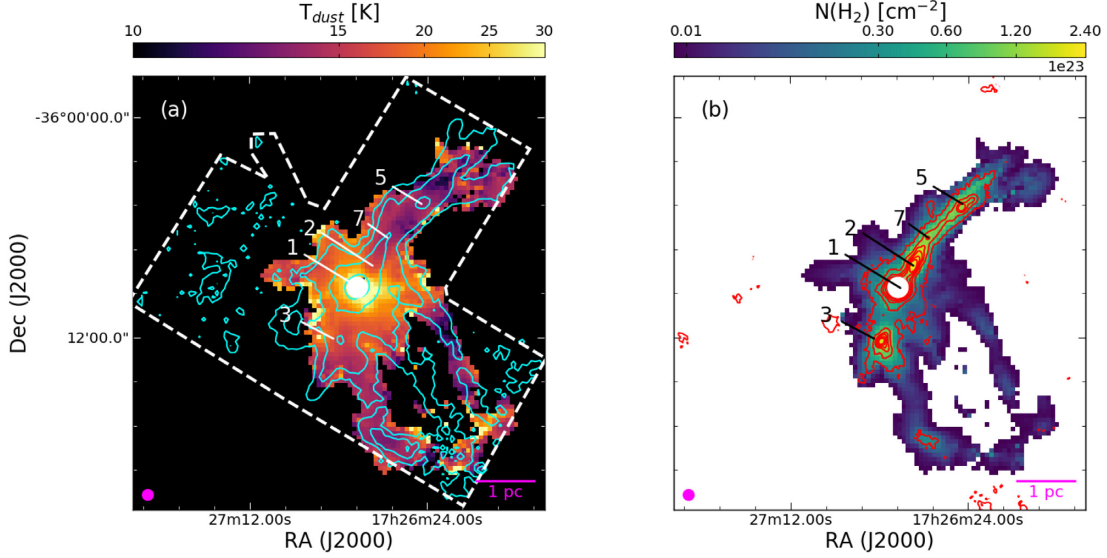 T_dust [K]
10 15 20 25 30
(a)
-36°00'00.0"
5
7
2
1
3
12'00.0"
Dec (J2000)
1 pc
27m12.00s 17h26m24.00s
RA (J2000)
N(H₂) [cm⁻²]
0.01 0.30 0.60 1.20 2.40
1e23
(b)
5
7
2
1
3
1 pc
27m12.00s 17h26m24.00s
RA (J2000)